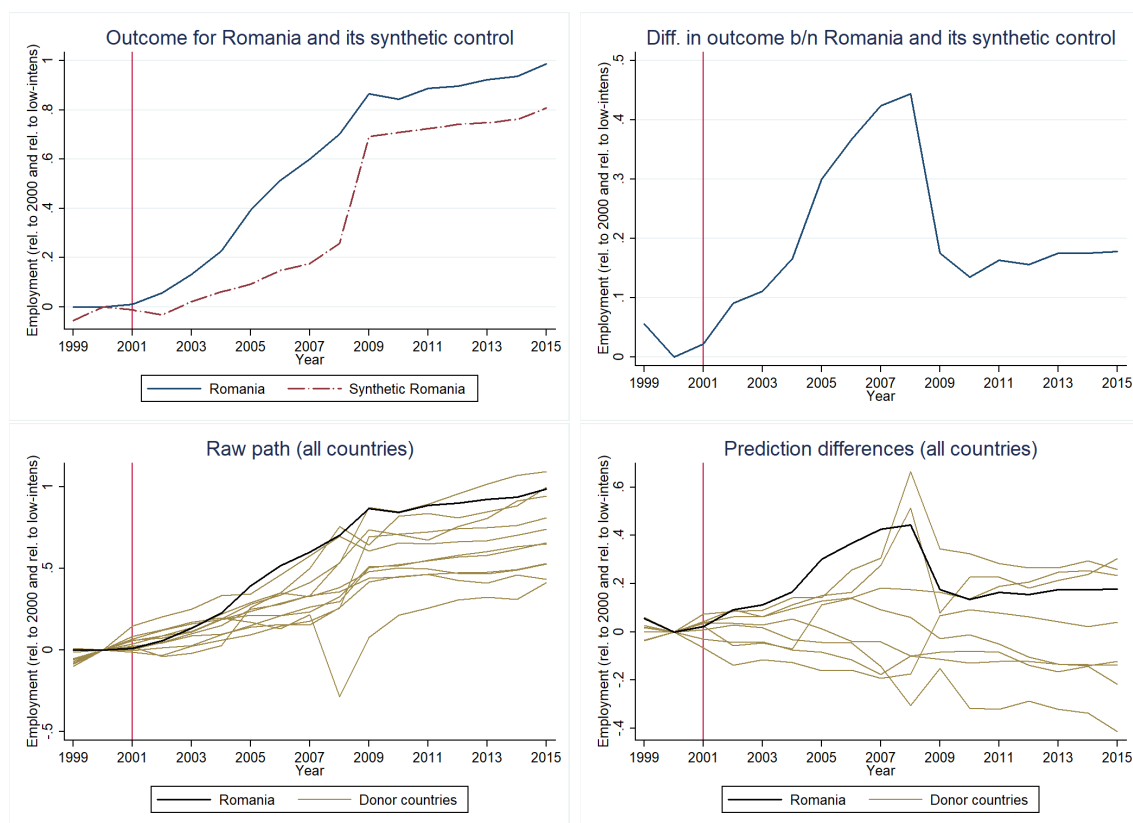 Outcome for Romania and its synthetic control
Employment (rel. to 2000 and rel. to low-intens)
1
.8
.6
.4
.2
0
1999 2001 2003 2005 2007 2009 2011 2013 2015
Year
Romania Synthetic Romania
Diff. in outcome b/n Romania and its synthetic control
Employment (rel. to 2000 and rel. to low-intens)
.5
.4
.3
.2
.1
0
1999 2001 2003 2005 2007 2009 2011 2013 2015
Year
Raw path (all countries)
Employment (rel. to 2000 and rel. to low-intens)
1
.5
0
-.5
1999 2001 2003 2005 2007 2009 2011 2013 2015
Year
Romania Donor countries
Prediction differences (all countries)
Employment (rel. to 2000 and rel. to low-intens)
.6
.4
.2
0
-.2
-.4
1999 2001 2003 2005 2007 2009 2011 2013 2015
Year
Romania Donor countries